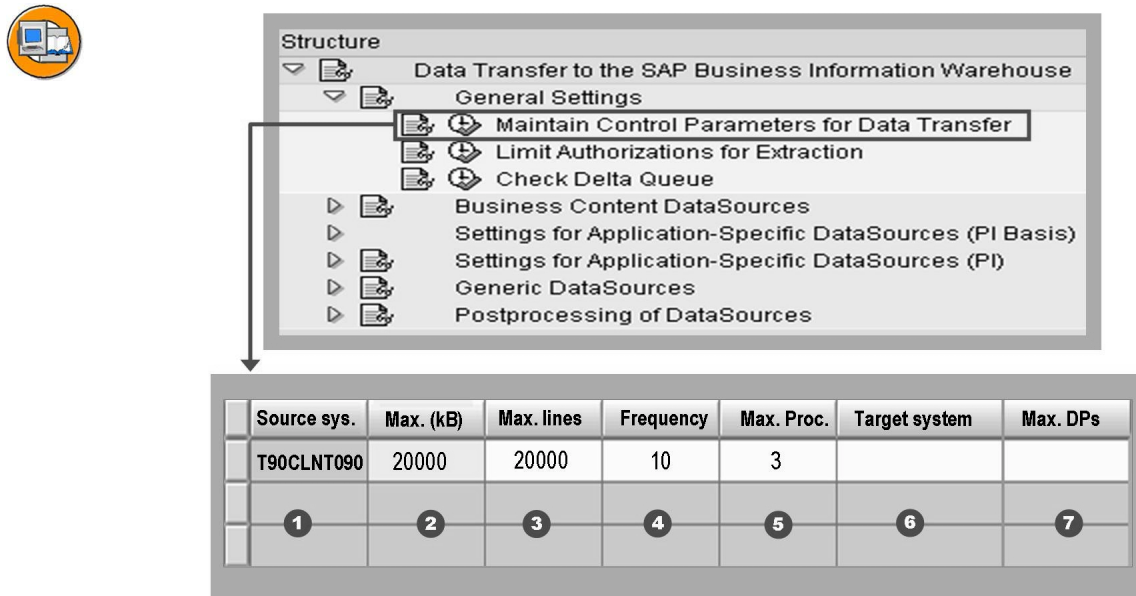 Structure
Data Transfer to the SAP Business Information Warehouse
General Settings
Maintain Control Parameters for Data Transfer
Limit Authorizations for Extraction
Check Delta Queue
Business Content DataSources
Settings for Application-Specific DataSources (PI Basis)
Settings for Application-Specific DataSources (PI)
Generic DataSources
Postprocessing of DataSources
Source sys. Max. (kB) Max. lines Frequency Max. Proc. Target system Max. DPs
T90CLNT090 20000 20000 10 3
1 2 3 4 5 6 7